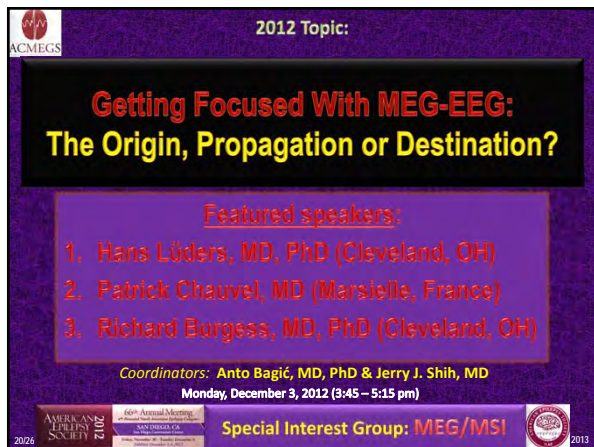 2012 Topic:
ACMEGS
Getting Focused With MEG-EEG:
The Origin, Propagation or Destination?
Featured speakers:
1. Hans Lüders, MD, PhD (Cleveland, OH)
2. Patrick Chauvel, MD (Marsielle, France)
3. Richard Burgess, MD, PhD (Cleveland, OH)
Coordinators: Anto Bagić, MD, PhD & Jerry J. Shih, MD
Monday, December 3, 2012 (3:45 – 5:15 pm)
AMERICAN
EPILEPSY
SOCIETY
2012
66th Annual Meeting
SAN DIEGO, CA
Special Interest Group: MEG/MSI
20/26
2013